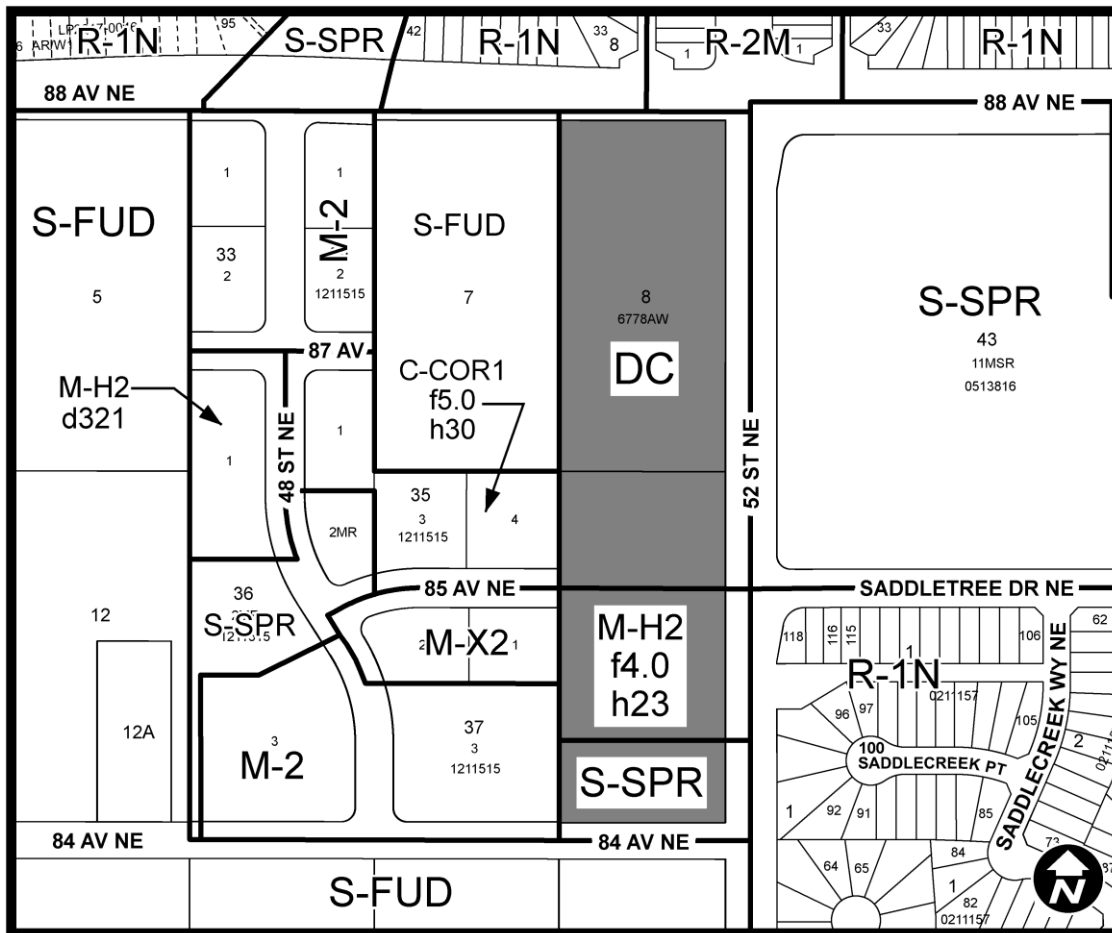 95
R-1N
S-SPR
42
R-1N
33
8
R-2M
1
1
33
R-1N
88 AV NE
88 AV NE
1
1
S-FUD
5
33
2
M-2
2
1211515
S-FUD
7
8
6778AW
DC
S-SPR
43
11MSR
0513816
87 AV
M-H2
d321
C-COR1
f5.0
h30
1
1
48 ST NE
52 ST NE
35
3
1211515
4
2MR
85 AV NE
SADDLETREE DR NE
12
36
S-SPR
1211515
M-X2
2
1
M-H2
f4.0
h23
118
116
115
1
106
62
R-1N
0211157
96
97
105
12A
100
SADDLECREEK PT
SADDLECREEK WY NE
2
3
M-2
37
3
1211515
S-SPR
1
92
91
85
73
84 AV NE
84 AV NE
64
65
84
1
82
0211157
S-FUD
N